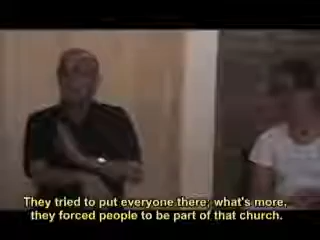 They tried to put everyone there; what's more,
they forced people to be part of that church.